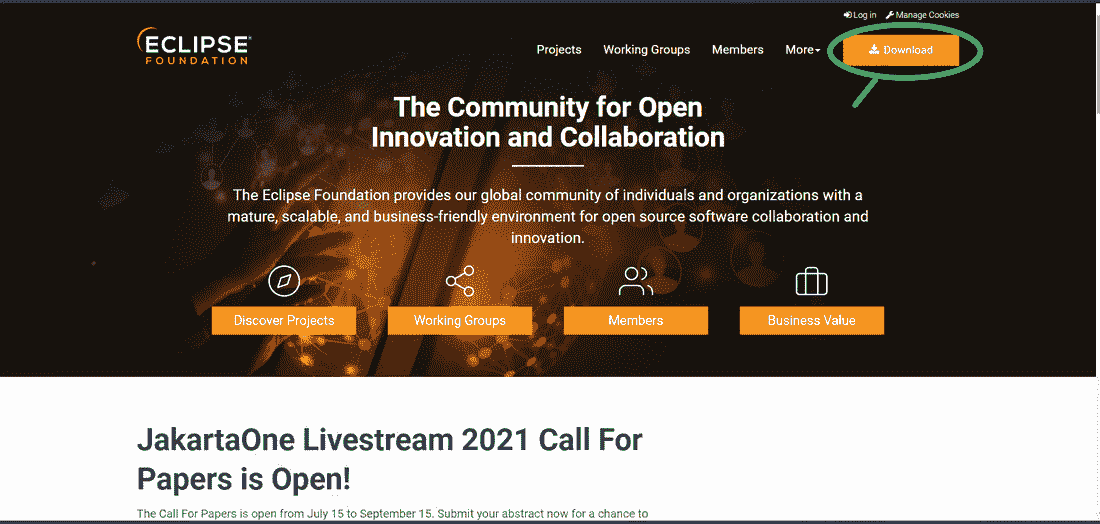 Log in Manage Cookies
ECLIPSE
FOUNDATION
Projects Working Groups Members More Download
The Community for Open
Innovation and Collaboration
The Eclipse Foundation provides our global community of individuals and organizations with a
mature, scalable, and business-friendly environment for open source software collaboration and
innovation.
Discover Projects Working Groups Members Business Value
JakartaOne Livestream 2021 Call For
Papers is Open!
The Call For Papers is open from July 15 to September 15. Submit your abstract now for a chance to